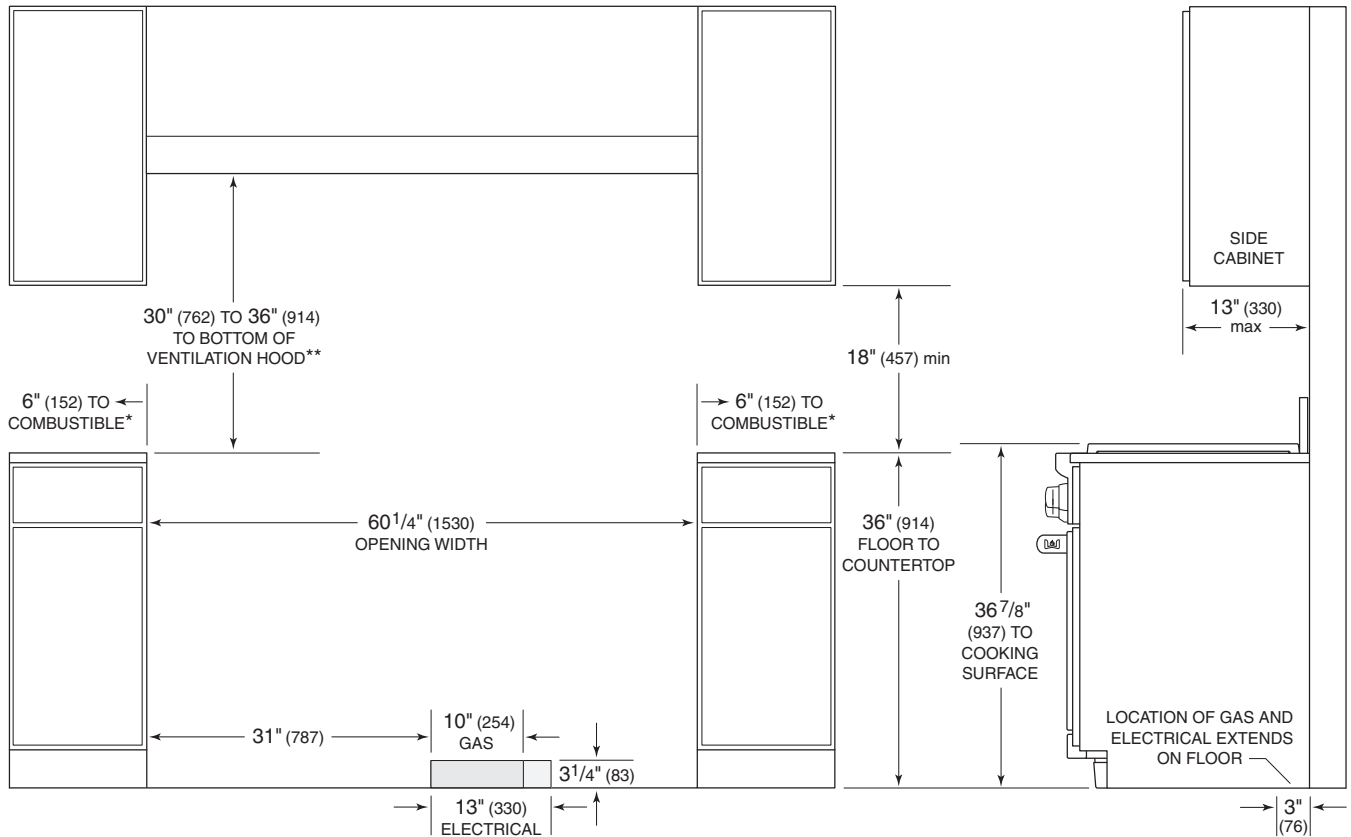 30" (762) TO 36" (914)
TO BOTTOM OF
VENTILATION HOOD**
6" (152) TO
COMBUSTIBLE*
6" (152) TO
COMBUSTIBLE*
18" (457) min
SIDE
CABINET
13" (330)
max
60 1/4" (1530)
OPENING WIDTH
36" (914)
FLOOR TO
COUNTERTOP
36 7/8"
(937) TO
COOKING
SURFACE
31" (787)
10" (254)
GAS
3 1/4" (83)
13" (330)
ELECTRICAL
LOCATION OF GAS AND
ELECTRICAL EXTENDS
ON FLOOR
3"
(76)